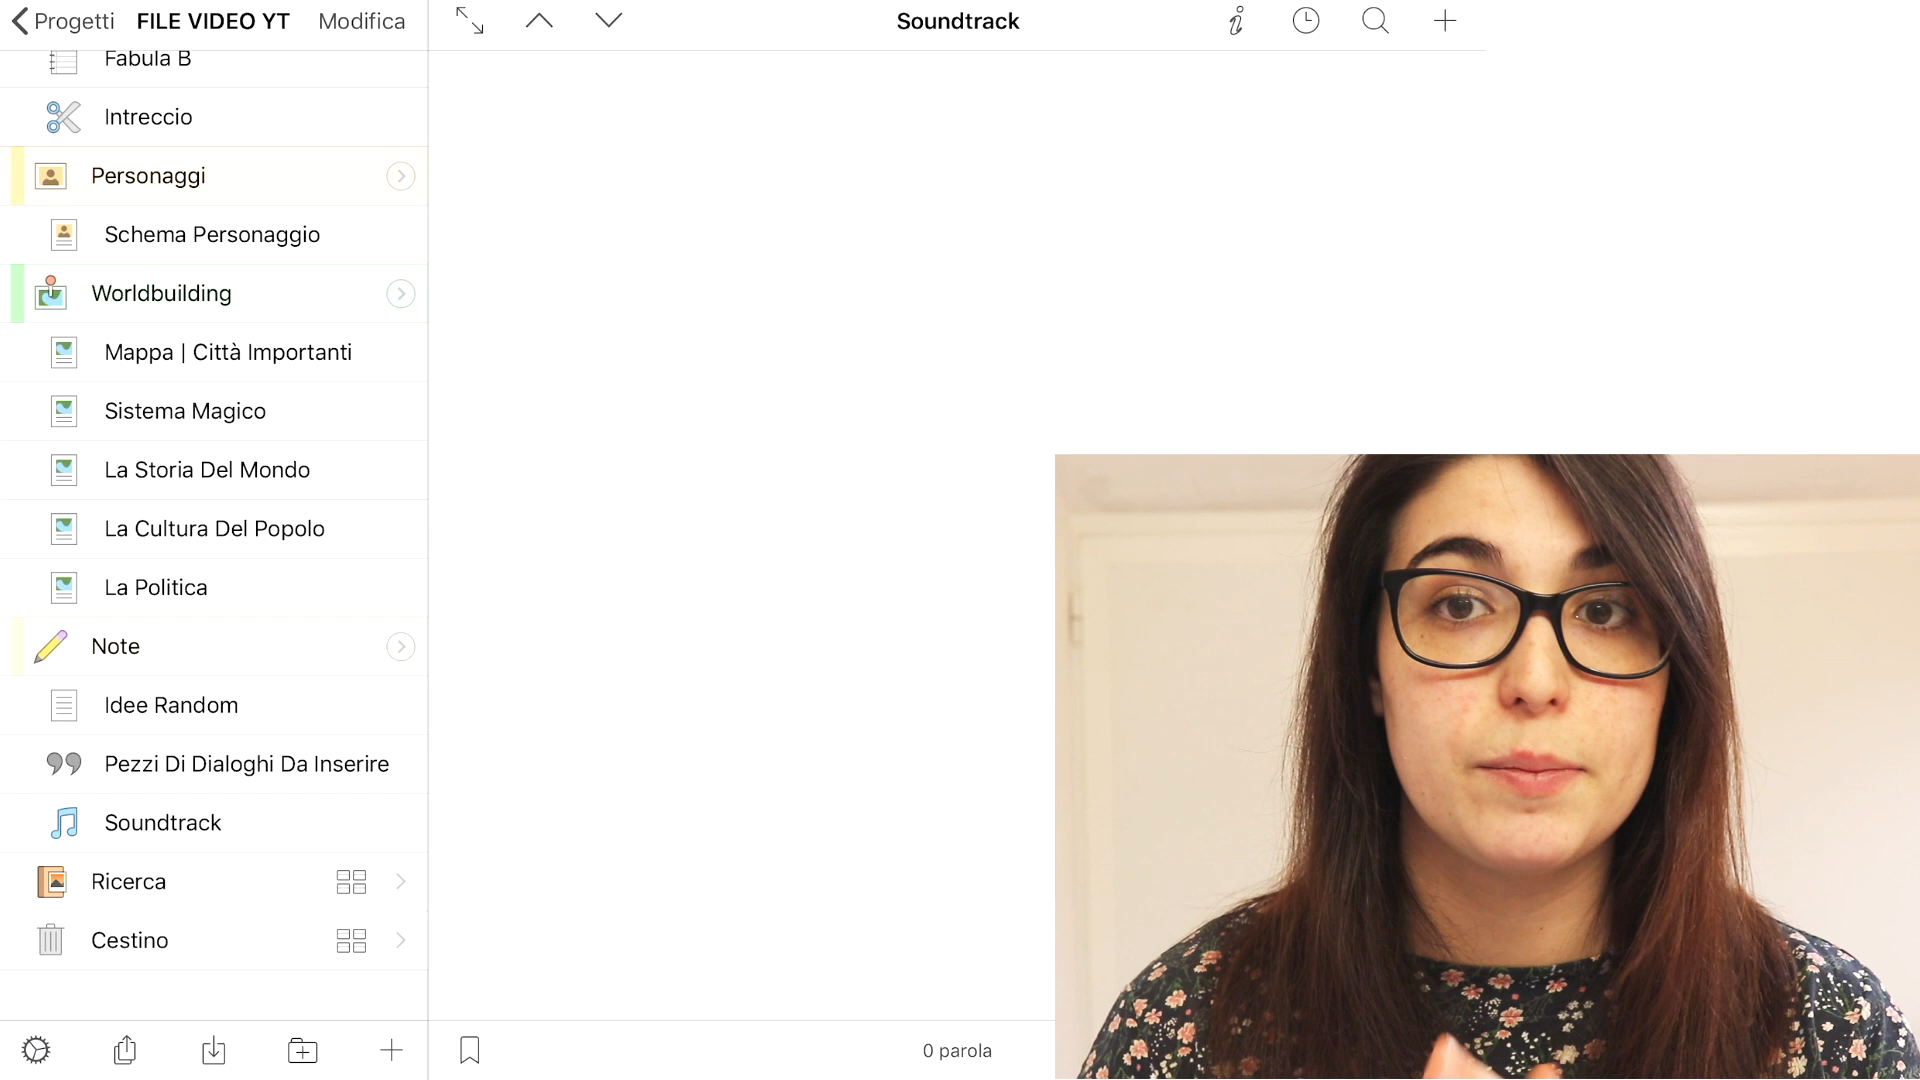 Progetti FILE VIDEO YT Modifica
Soundtrack
Fabula B
Intreccio
Personaggi
Schema Personaggio
Worldbuilding
Mappa | Città Importanti
Sistema Magico
La Storia Del Mondo
La Cultura Del Popolo
La Politica
Note
Idee Random
Pezzi Di Dialoghi Da Inserire
Soundtrack
Ricerca
Cestino
0 parola